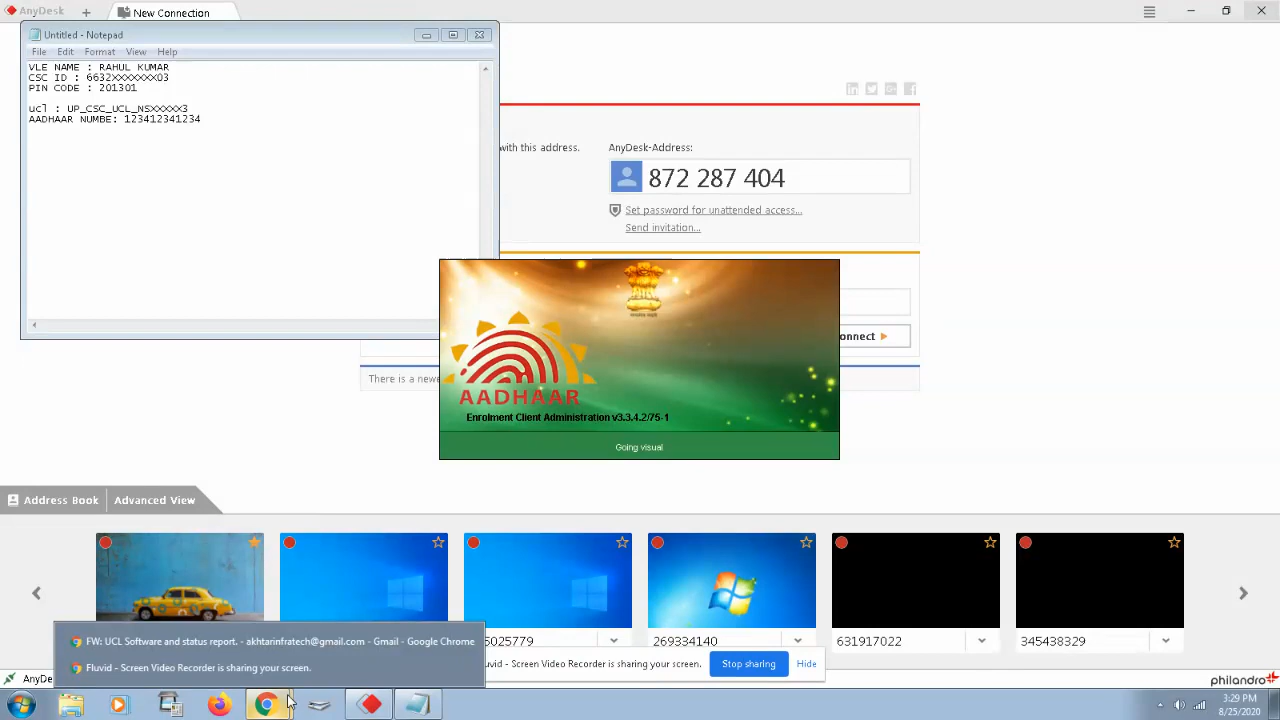 AnyDesk
New Connection
Untitled - Notepad
File Edit Format View Help
VLE NAME : RAHUL KUMAR
CSC ID : 6632XXXXXXX03
PIN CODE : 201301
ucl : UP_CSC_UCL_NSXXXXX3
AADHAAR NUMBE: 123412341234
with this address.
AnyDesk-Address:
872 287 404
Set password for unattended access...
Send invitation...
AADHAAR
Enrolment Client Administration v3.3.4.2/75-1
Going visual
onnect
There is a newe
Address Book
Advanced View
5025779
269334140
631917022
345438329
FW: UCL Software and status report. - akhtarinfratech@gmail.com - Gmail - Google Chrome
Fluvid - Screen Video Recorder is sharing your screen.
luvid - Screen Video Recorder is sharing your screen.
Stop sharing
Hide
AnyDe
philandro
3:29 PM
8/25/2020